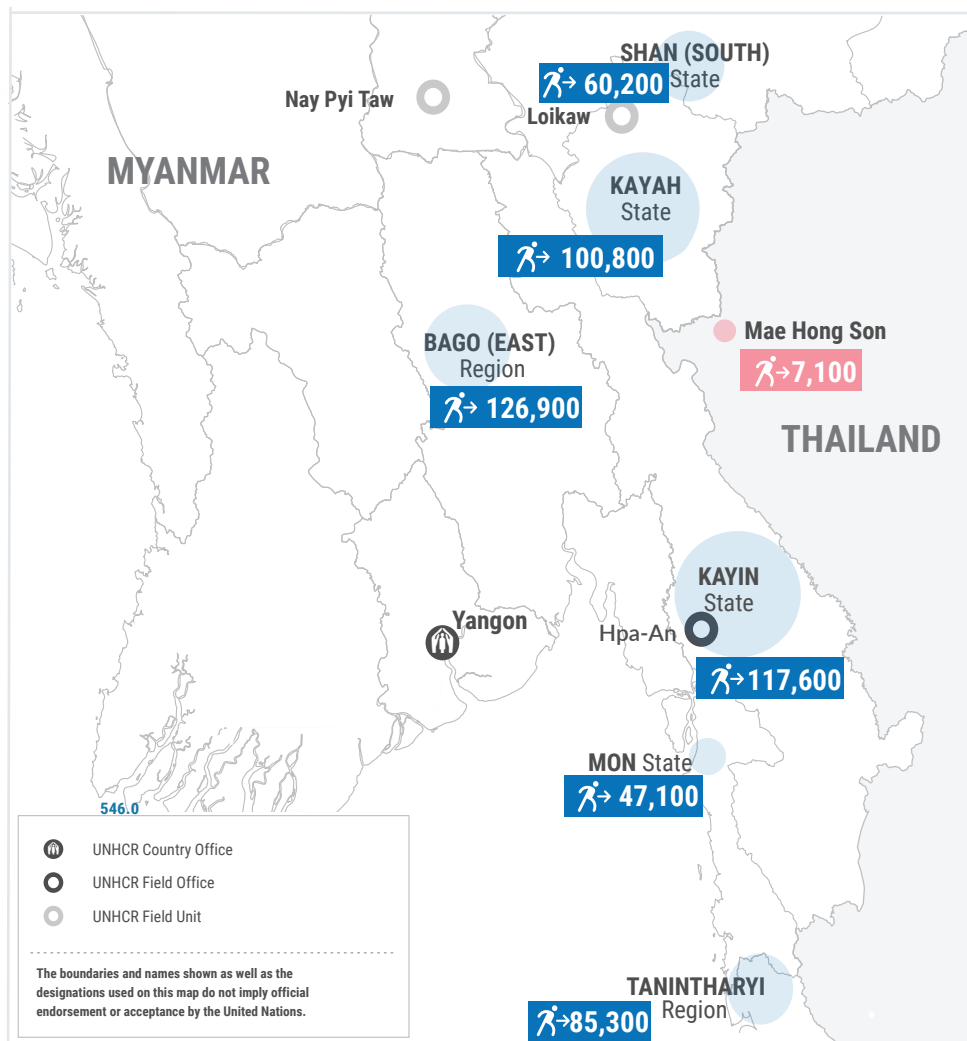 SHAN (SOUTH)
State
60,200
Nay Pyi Taw
Loikaw
MYANMAR
KAYAH
State
100,800
Mae Hong Son
7,100
BAGO (EAST)
Region
126,900
THAILAND
KAYIN
State
Yangon
Hpa-An
117,600
MON State
47,100
546.0
UNHCR Country Office
UNHCR Field Office
UNHCR Field Unit
The boundaries and names shown as well as the
designations used on this map do not imply official
endorsement or acceptance by the United Nations.
TANINTHARYI
Region
85,300